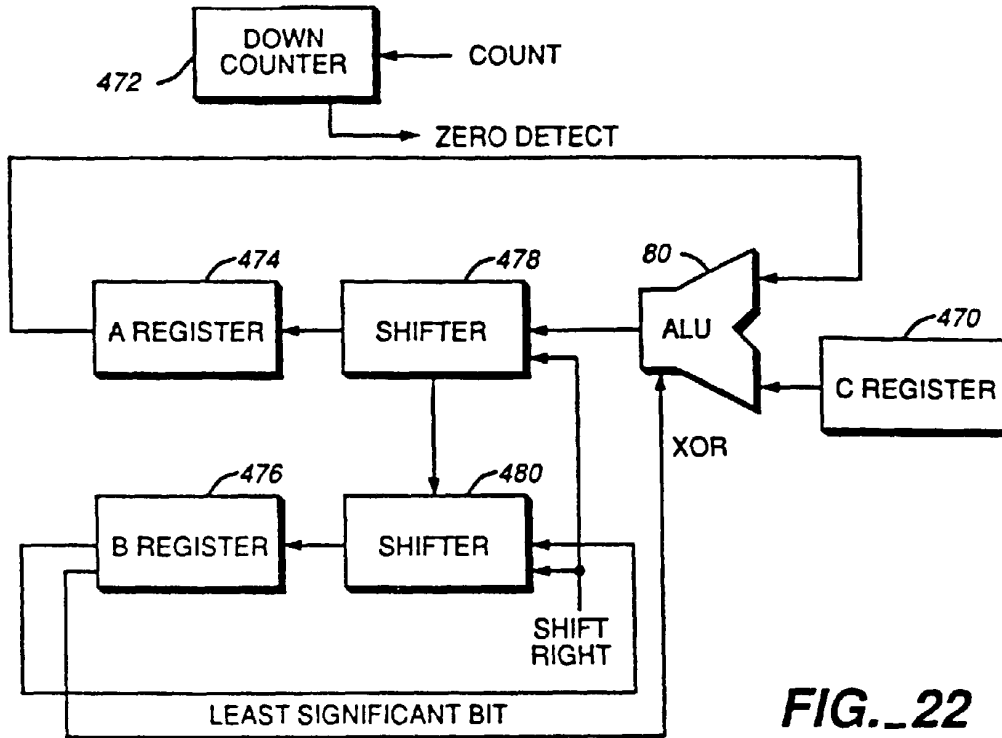 DOWN
COUNTER
472
COUNT
ZERO DETECT
474
478
80
470
A REGISTER
SHIFTER
ALU
C REGISTER
XOR
476
480
B REGISTER
SHIFTER
SHIFT
RIGHT
LEAST SIGNIFICANT BIT
FIG._22